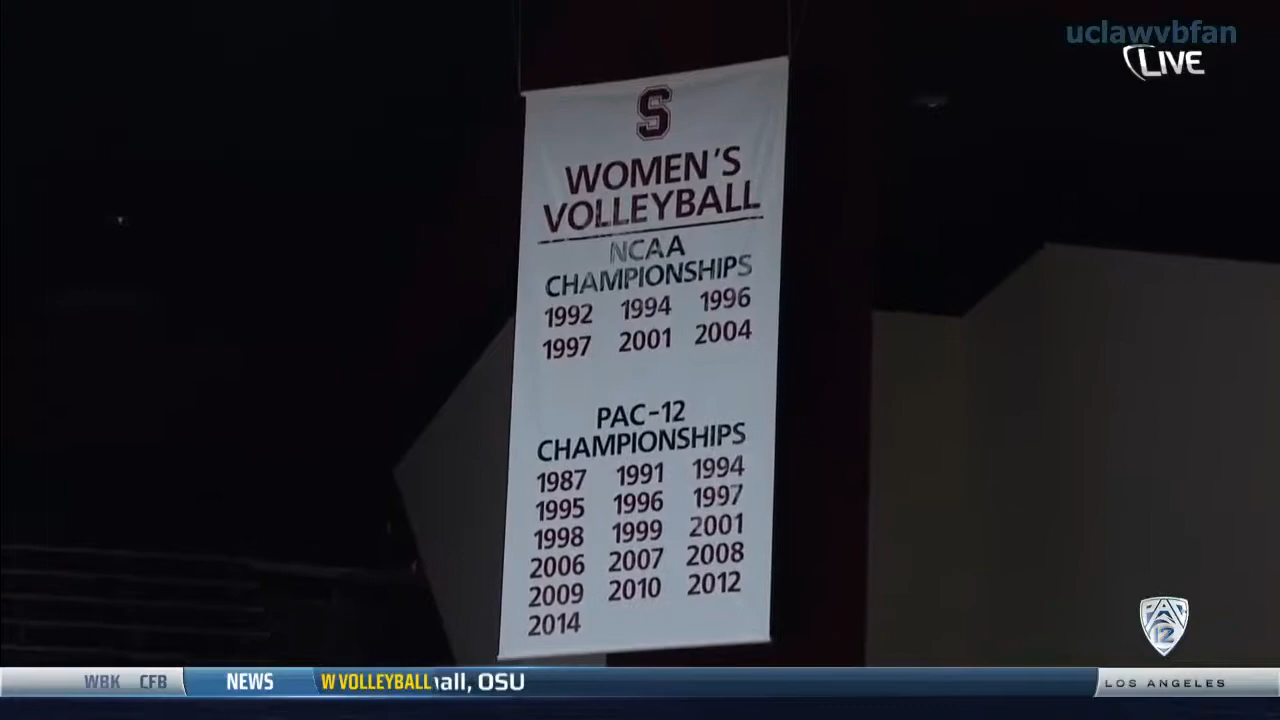 uclawvbfan
LIVE
S
WOMEN'S
VOLLEYBALL
NCAA
CHAMPIONSHIPS
1992 1994 1996
1997 2001 2004
PAC-12
CHAMPIONSHIPS
1987 1991 1994
1995 1996 1997
1998 1999 2001
2006 2007 2008
2009 2010 2012
2014
PAC
12
WBK CFB NEWS W VOLLEYBALL all, OSU LOS ANGELES